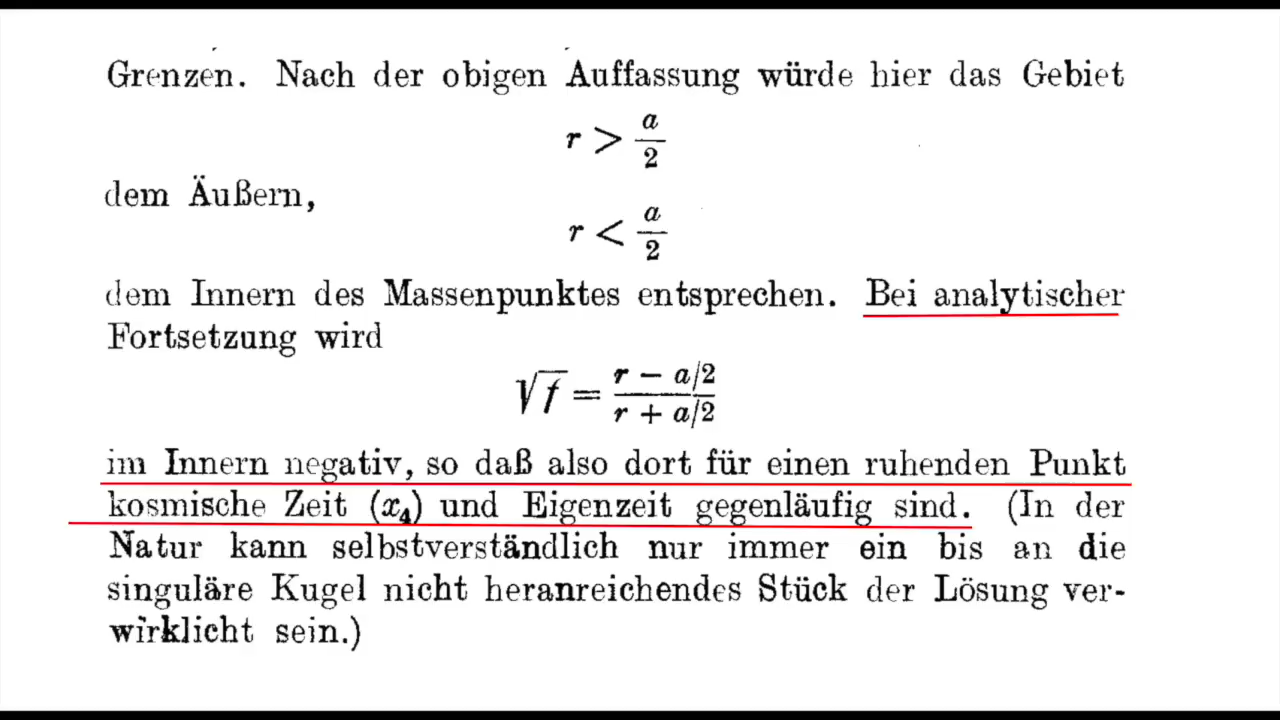 Grenzen. Nach der obigen Auffassung würde hier das Gebiet
r > a/2
dem Äußern,
r < a/2
dem Innern des Massenpunktes entsprechen. Bei analytischer
Fortsetzung wird
√f = (r − a/2)/(r + a/2)
im Innern negativ, so daß also dort für einen ruhenden Punkt
kosmische Zeit (x₄) und Eigenzeit gegenläufig sind. (In der
Natur kann selbstverständlich nur immer ein bis an die
singuläre Kugel nicht heranreichendes Stück der Lösung ver-
wirklicht sein.)